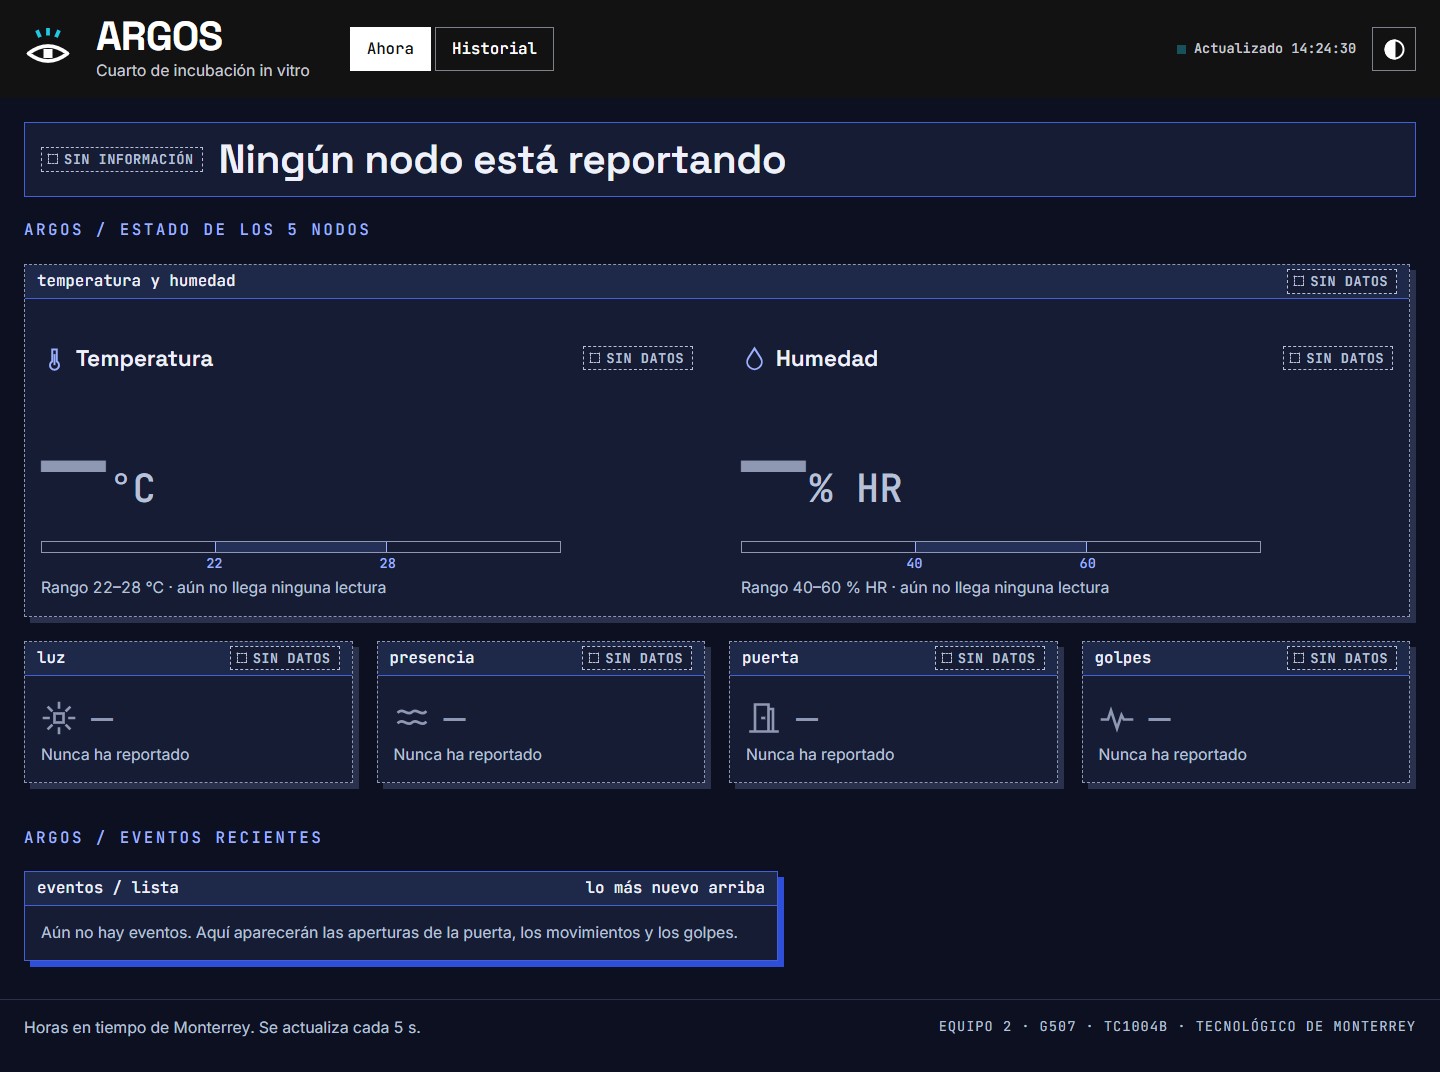 ARGOS
Cuarto de incubación in vitro
Ahora
Historial
Actualizado 14:24:30
SIN INFORMACIÓN
Ningún nodo está reportando
ARGOS / ESTADO DE LOS 5 NODOS
temperatura y humedad
SIN DATOS
Temperatura
SIN DATOS
Humedad
SIN DATOS
— °C
— % HR
22
28
40
60
Rango 22–28 °C · aún no llega ninguna lectura
Rango 40–60 % HR · aún no llega ninguna lectura
luz
SIN DATOS
presencia
SIN DATOS
puerta
SIN DATOS
golpes
SIN DATOS
—
—
—
—
Nunca ha reportado
Nunca ha reportado
Nunca ha reportado
Nunca ha reportado
ARGOS / EVENTOS RECIENTES
eventos / lista
lo más nuevo arriba
Aún no hay eventos. Aquí aparecerán las aperturas de la puerta, los movimientos y los golpes.
Horas en tiempo de Monterrey. Se actualiza cada 5 s.
EQUIPO 2 · G507 · TC1004B · TECNOLÓGICO DE MONTERREY